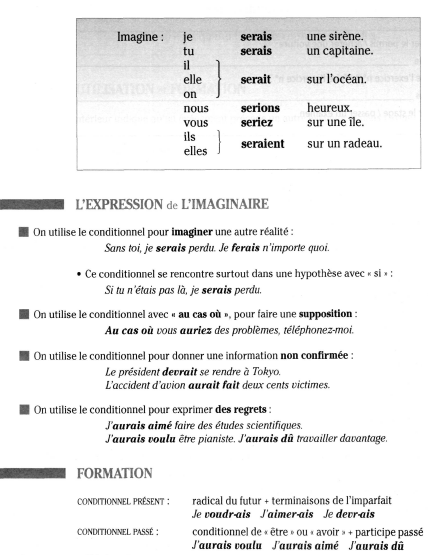 Imagine : je serais une sirène.
tu serais un capitaine.
il
elle serait sur l'océan.
on
nous serions heureux.
vous seriez sur une île.
ils
elles seraient sur un radeau.
L'EXPRESSION de L'IMAGINAIRE
On utilise le conditionnel pour imaginer une autre réalité :
Sans toi, je serais perdu. Je ferais n'importe quoi.
• Ce conditionnel se rencontre surtout dans une hypothèse avec « si » :
Si tu n'étais pas là, je serais perdu.
On utilise le conditionnel avec « au cas où », pour faire une supposition :
Au cas où vous auriez des problèmes, téléphonez-moi.
On utilise le conditionnel pour donner une information non confirmée :
Le président devrait se rendre à Tokyo.
L'accident d'avion aurait fait deux cents victimes.
On utilise le conditionnel pour exprimer des regrets :
J'aurais aimé faire des études scientifiques.
J'aurais voulu être pianiste. J'aurais dû travailler davantage.
FORMATION
CONDITIONNEL PRÉSENT : radical du futur + terminaisons de l'imparfait
Je voudr-ais J'aimer-ais Je devr-ais
CONDITIONNEL PASSÉ : conditionnel de « être » ou « avoir » + participe passé
J'aurais voulu J'aurais aimé J'aurais dû